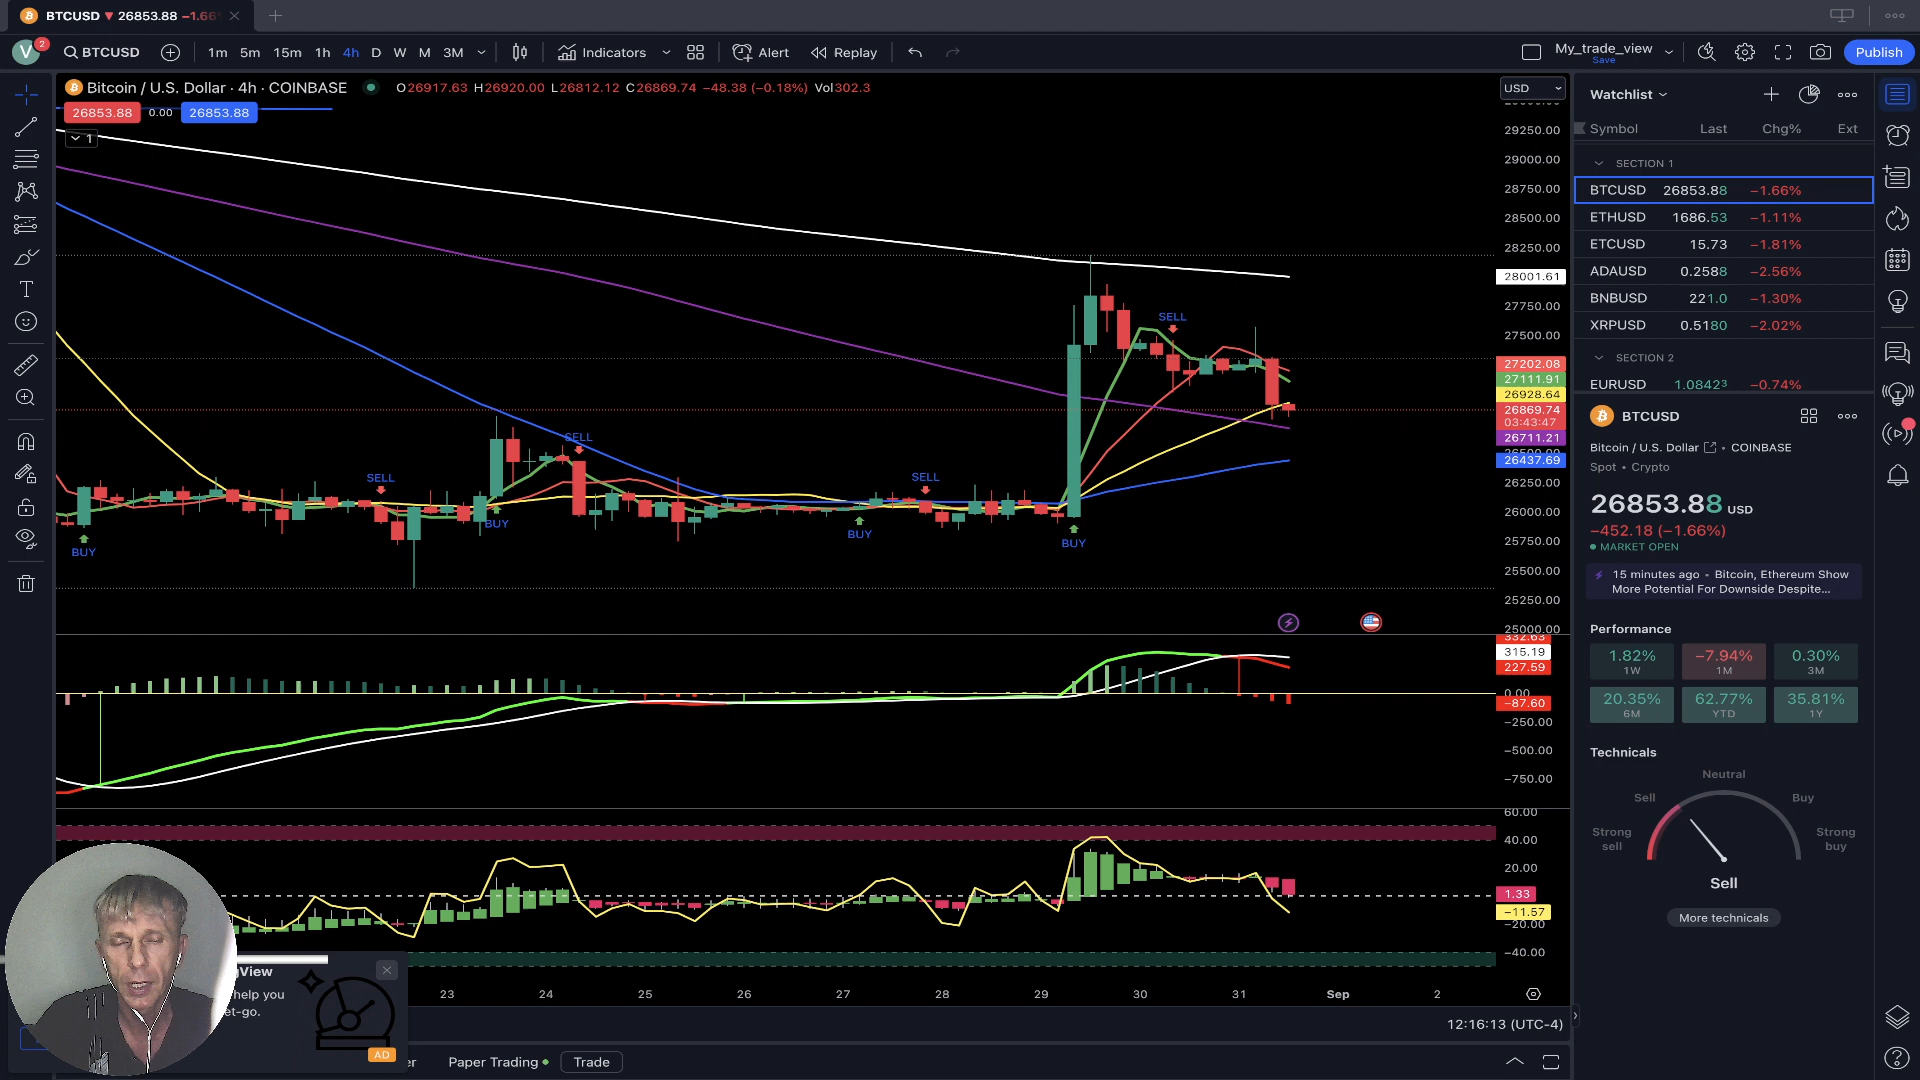 BTCUSD ▼ 26853.88 −1.66
V 2 BTCUSD 1m 5m 15m 1h 4h D W M 3M Indicators Alert Replay My_trade_view Save Publish
Bitcoin / U.S. Dollar · 4h · COINBASE O26917.63 H26920.00 L26812.12 C26869.74 −48.38 (−0.18%) Vol302.3
26853.88 0.00 26853.88
1
USD
29250.00
29000.00
28750.00
28500.00
28250.00
28001.61
27750.00
27500.00
27202.08
27111.91
26928.64
26869.74
03:43:47
26711.21
26437.69
26250.00
26000.00
25750.00
25500.00
25250.00
25000.00
SELL
SELL
SELL
SELL
BUY
BUY
BUY
BUY
332.63
315.19
227.59
0.00
−87.60
−250.00
−500.00
−750.00
60.00
40.00
20.00
1.33
−11.57
−20.00
−40.00
23 24 25 26 27 28 29 30 31 Sep 2
12:16:13 (UTC-4)
gView
help you
et-go.
AD
er Paper Trading Trade
Watchlist
Symbol Last Chg% Ext
SECTION 1
BTCUSD 26853.88 −1.66%
ETHUSD 1686.53 −1.11%
ETCUSD 15.73 −1.81%
ADAUSD 0.2588 −2.56%
BNBUSD 221.0 −1.30%
XRPUSD 0.5180 −2.02%
SECTION 2
EURUSD 1.08423 −0.74%
BTCUSD
Bitcoin / U.S. Dollar • COINBASE
Spot • Crypto
26853.88 USD
−452.18 (−1.66%)
MARKET OPEN
15 minutes ago • Bitcoin, Ethereum Show
More Potential For Downside Despite...
Performance
1.82% −7.94% 0.30%
1W 1M 3M
20.35% 62.77% 35.81%
6M YTD 1Y
Technicals
Neutral
Sell Buy
Strong sell Strong buy
Sell
More technicals